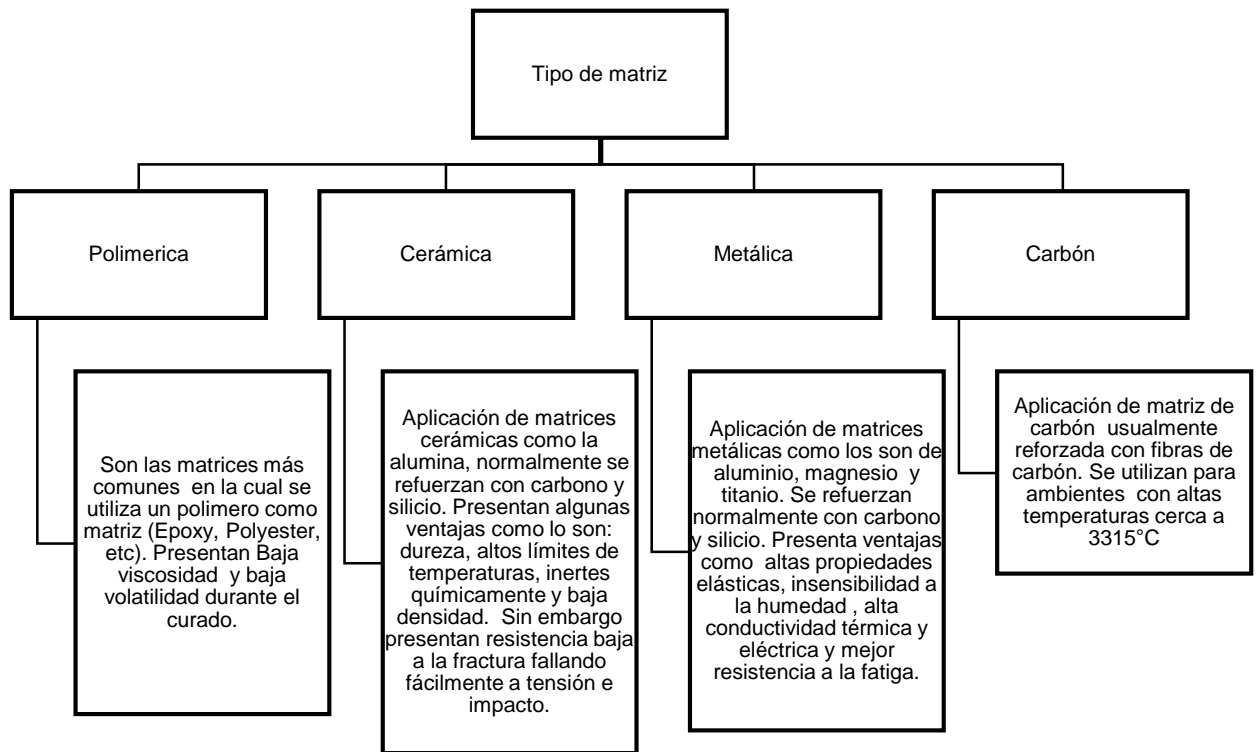 Tipo de matriz
Polimerica
Cerámica
Metálica
Carbón
Son las matrices más
comunes en la cual se
utiliza un polimero como
matriz (Epoxy, Polyester,
etc). Presentan Baja
viscosidad y baja
volatilidad durante el
curado.
Aplicación de matrices
cerámicas como la
alumina, normalmente se
refuerzan con carbono y
silicio. Presentan algunas
ventajas como lo son:
dureza, altos límites de
temperaturas, inertes
químicamente y baja
densidad. Sin embargo
presentan resistencia baja
a la fractura fallando
fácilmente a tensión e
impacto.
Aplicación de matrices
metálicas como los son de
aluminio, magnesio y
titanio. Se refuerzan
normalmente con carbono
y silicio. Presenta ventajas
como altas propiedades
elásticas, insensibilidad a
la humedad , alta
conductividad térmica y
eléctrica y mejor
resistencia a la fatiga.
Aplicación de matriz de
carbón usualmente
reforzada con fibras de
carbón. Se utilizan para
ambientes con altas
temperaturas cerca a
3315°C